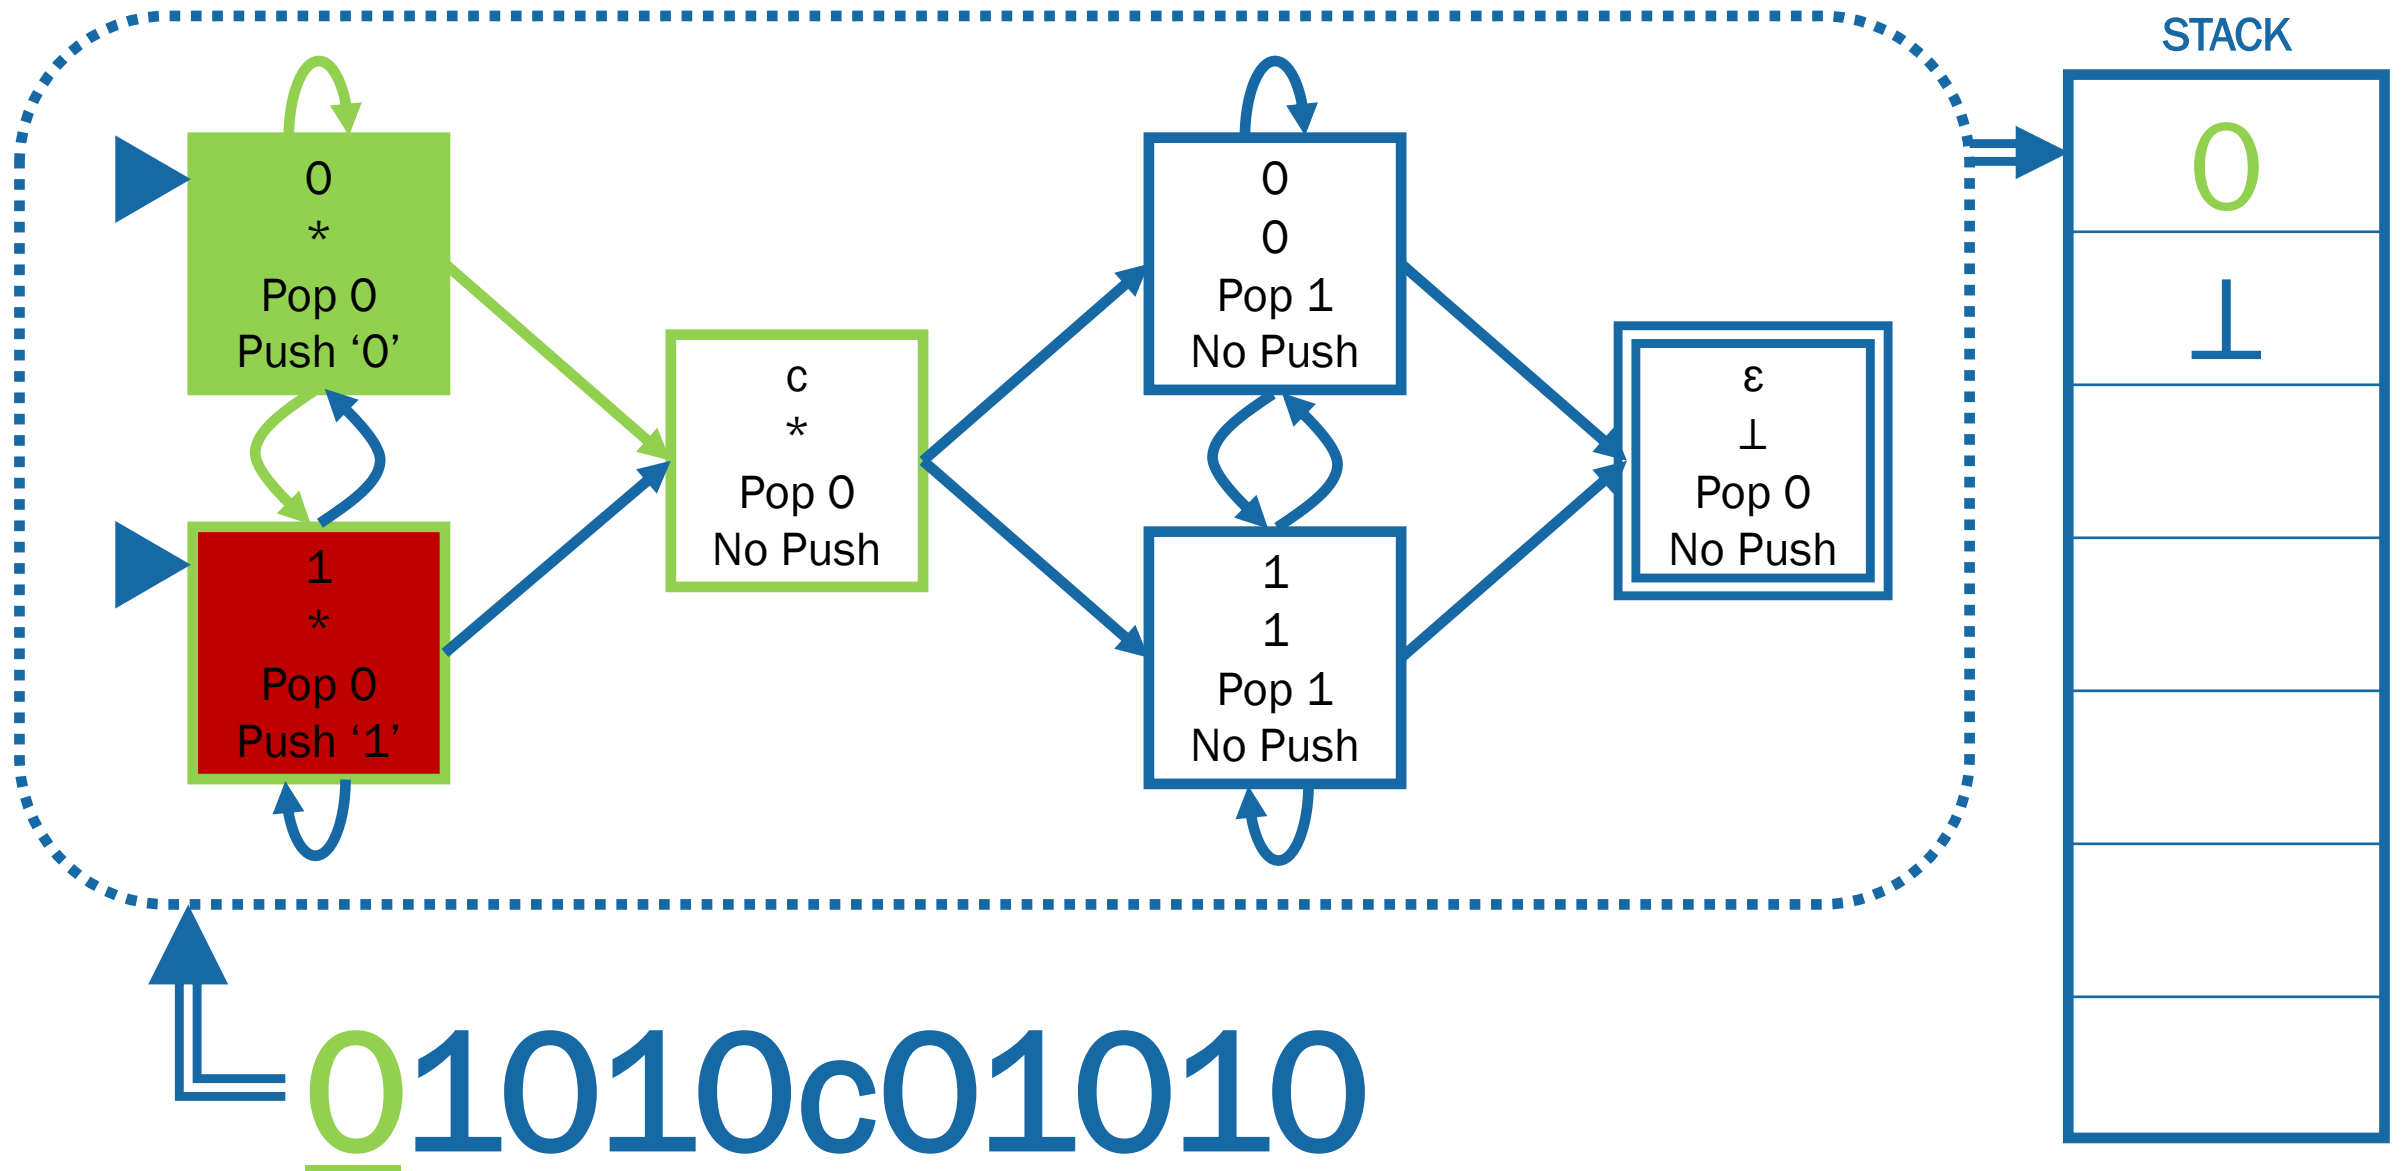 STACK
0
⊥
0
*
Pop 0
Push ‘0’
1
*
Pop 0
Push ‘1’
c
*
Pop 0
No Push
0
0
Pop 1
No Push
1
1
Pop 1
No Push
ε
⊥
Pop 0
No Push
01010c01010